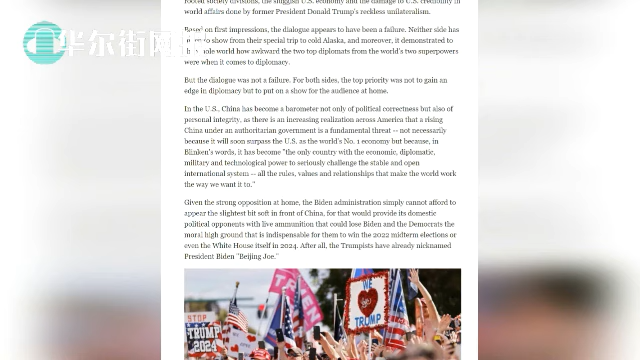 rooted society divisions, the sluggish U.S. economy and the damage to U.S. credibility in
world affairs done by former President Donald Trump's reckless unilateralism.
华尔街网
Based on first impressions, the dialogue appears to have been a failure. Neither side has
to show from their special trip to cold Alaska, and moreover, it demonstrated to
whole world how awkward the two top diplomats from the world's two superpowers
were when it comes to diplomacy.
But the dialogue was not a failure. For both sides, the top priority was not to gain an
edge in diplomacy but to put on a show for the audience at home.
In the U.S., China has become a barometer not only of political correctness but also of
personal integrity, as there is an increasing realization across America that a rising
China under an authoritarian government is a fundamental threat -- not necessarily
because it will soon surpass the U.S. as the world's No. 1 economy but because, in
Blinken's words, it has become "the only country with the economic, diplomatic,
military and technological power to seriously challenge the stable and open
international system -- all the rules, values and relationships that make the world work
the way we want it to."
Given the strong opposition at home, the Biden administration simply cannot afford to
appear the slightest bit soft in front of China, for that would provide its domestic
political opponents with live ammunition that could lose Biden and the Democrats the
moral high ground that is indispensable for them to win the 2022 midterm elections or
even the White House itself in 2024. After all, the Trumpists have already nicknamed
President Biden "Beijing Joe."
TRUMP
WE
TRUMP
STOP
TRUMP
2024